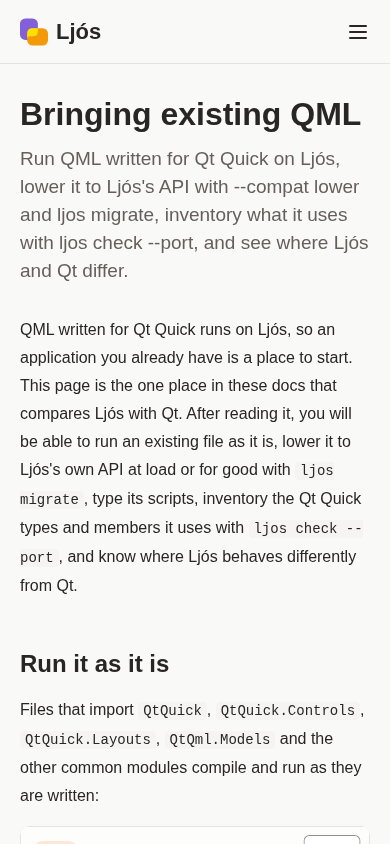 Ljós
Bringing existing QML
Run QML written for Qt Quick on Ljós,
lower it to Ljós's API with --compat lower
and ljos migrate, inventory what it uses
with ljos check --port, and see where Ljós
and Qt differ.
QML written for Qt Quick runs on Ljós, so an
application you already have is a place to start.
This page is the one place in these docs that
compares Ljós with Qt. After reading it, you will
be able to run an existing file as it is, lower it to
Ljós's own API at load or for good with ljos
migrate, type its scripts, inventory the Qt Quick
types and members it uses with ljos check --
port, and know where Ljós behaves differently
from Qt.
Run it as it is
Files that import QtQuick, QtQuick.Controls,
QtQuick.Layouts, QtQml.Models and the
other common modules compile and run as they
are written: